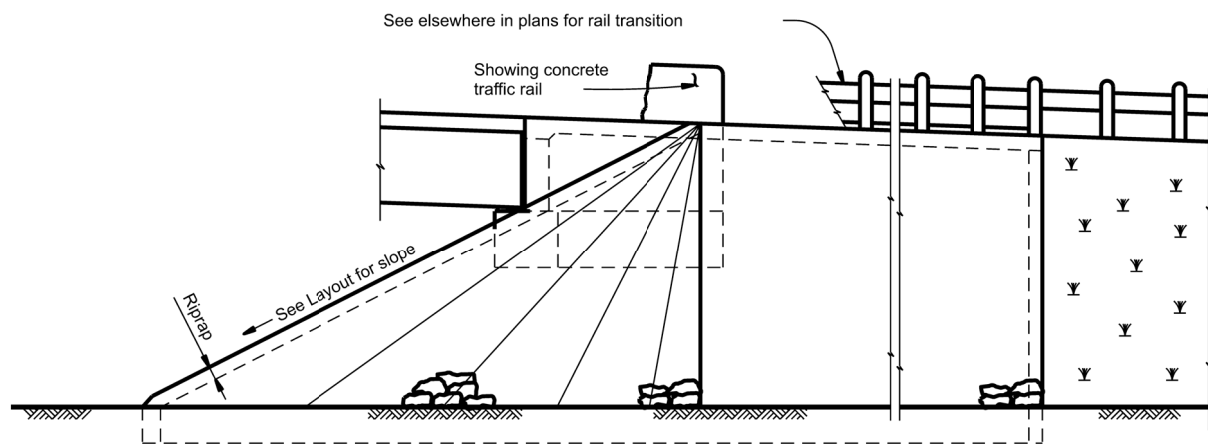 See elsewhere in plans for rail transition
Showing concrete
traffic rail
See Layout for slope
Riprap